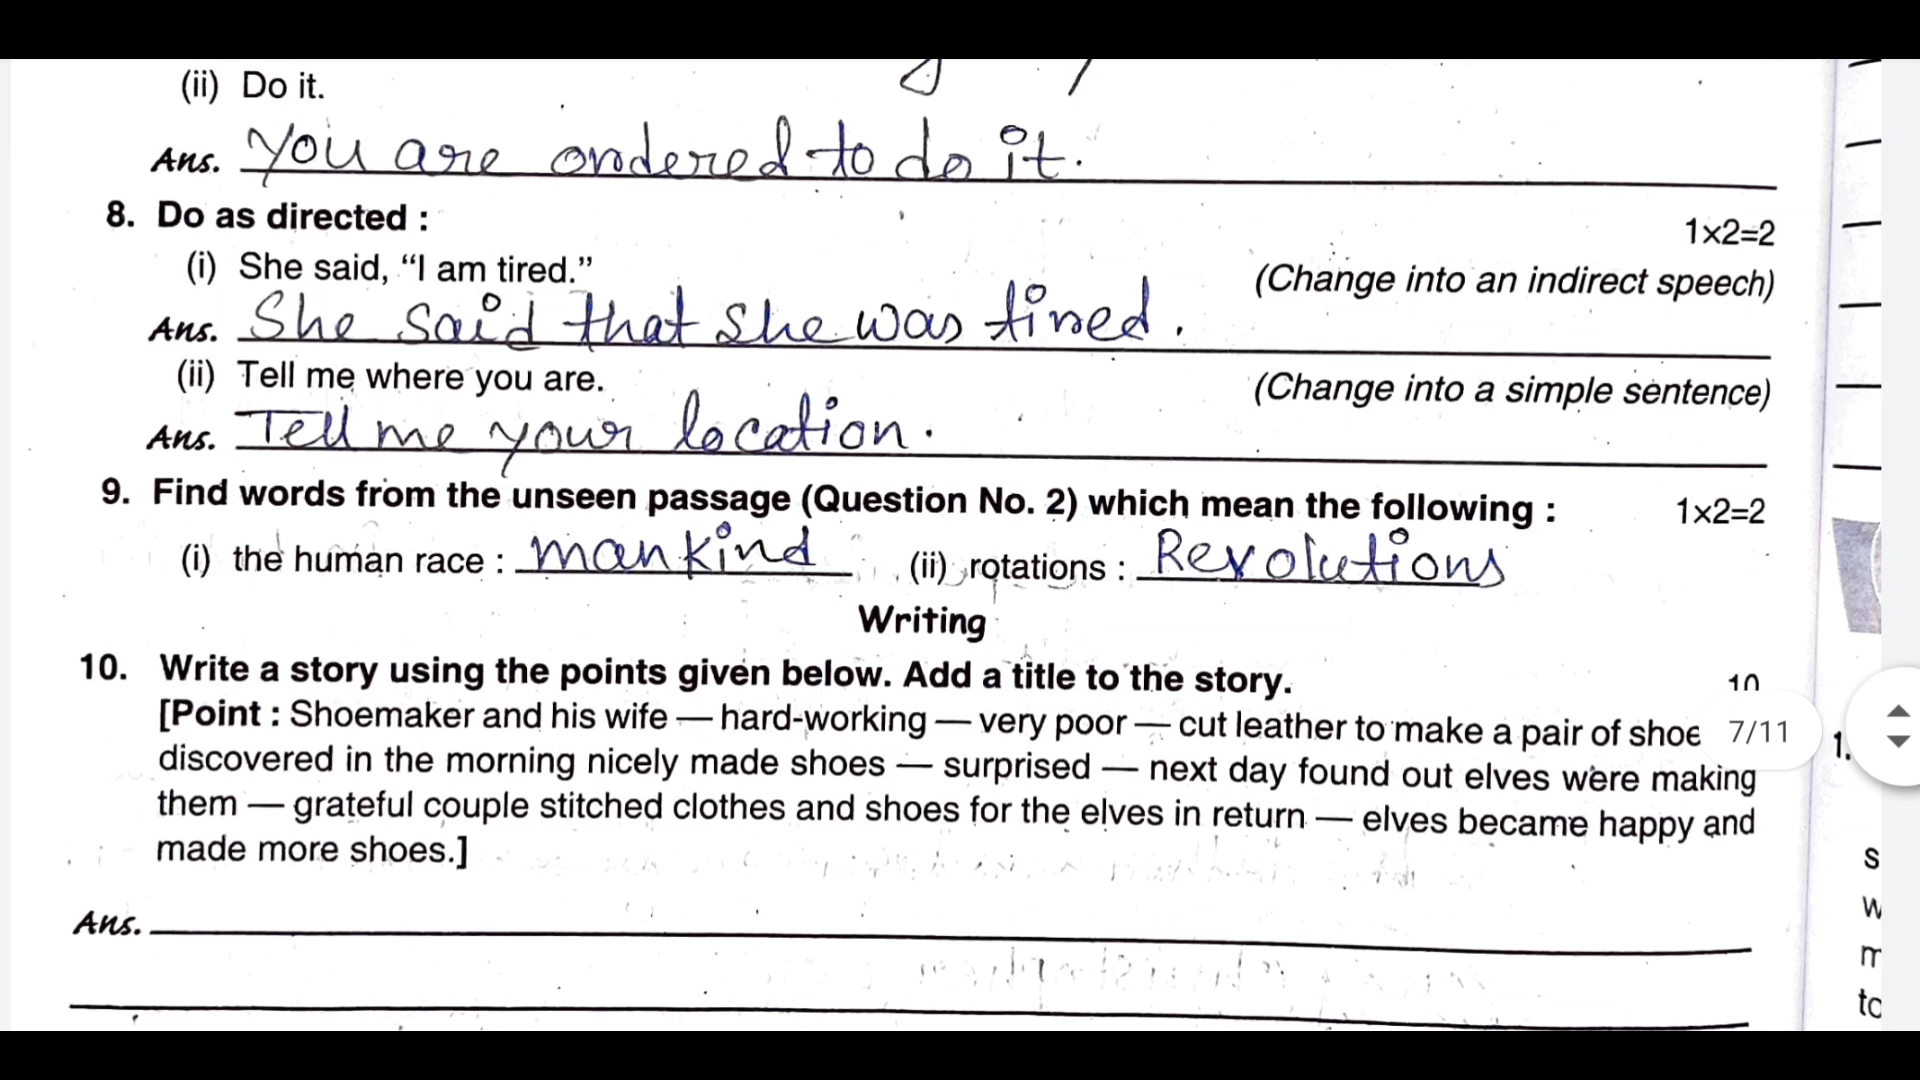 (ii) Do it.
Ans. You are ordered to do it.
8. Do as directed : 1×2=2
(i) She said, “I am tired.” (Change into an indirect speech)
Ans. She said that she was tired.
(ii) Tell me where you are. (Change into a simple sentence)
Ans. Tell me your location.
9. Find words from the unseen passage (Question No. 2) which mean the following : 1×2=2
(i) the human race : mankind (ii) rotations : Revolutions
Writing
10. Write a story using the points given below. Add a title to the story. 10
[Point : Shoemaker and his wife — hard-working — very poor — cut leather to make a pair of shoe 7/11
discovered in the morning nicely made shoes — surprised — next day found out elves were making
them — grateful couple stitched clothes and shoes for the elves in return — elves became happy and
made more shoes.]
Ans.
1.
s
w
m
to